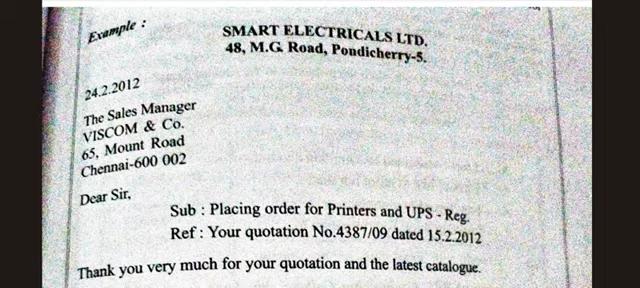 Example :
SMART ELECTRICALS LTD.
48, M.G. Road, Pondicherry-5.
24.2.2012
The Sales Manager
VISCOM & Co.
65, Mount Road
Chennai-600 002
Dear Sir,
Sub : Placing order for Printers and UPS - Reg.
Ref : Your quotation No.4387/09 dated 15.2.2012
Thank you very much for your quotation and the latest catalogue.